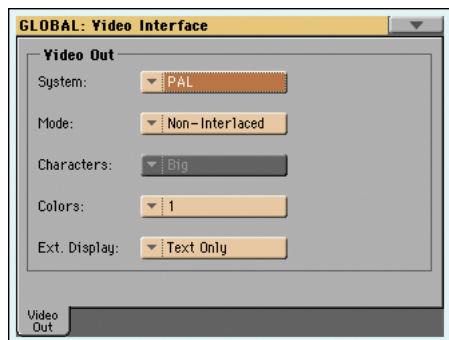 GLOBAL: Video Interface
Video Out
System: PAL
Mode: Non-Interlaced
Characters: Big
Colors: 1
Ext. Display: Text Only
Video
Out